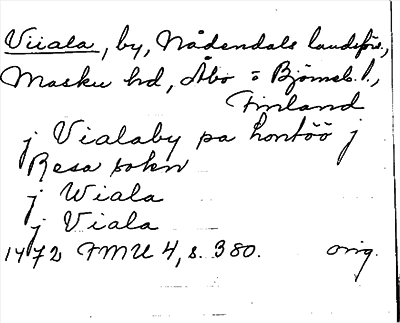 Viiala, by, Nådendals landsförs.,
Masku hd, Åbo o Björneb. l.,
Finland
j Vialaby pa hontöö j
Resa sokn
j Wiala
j Viala
1472 FMU 4, s. 380. orig.